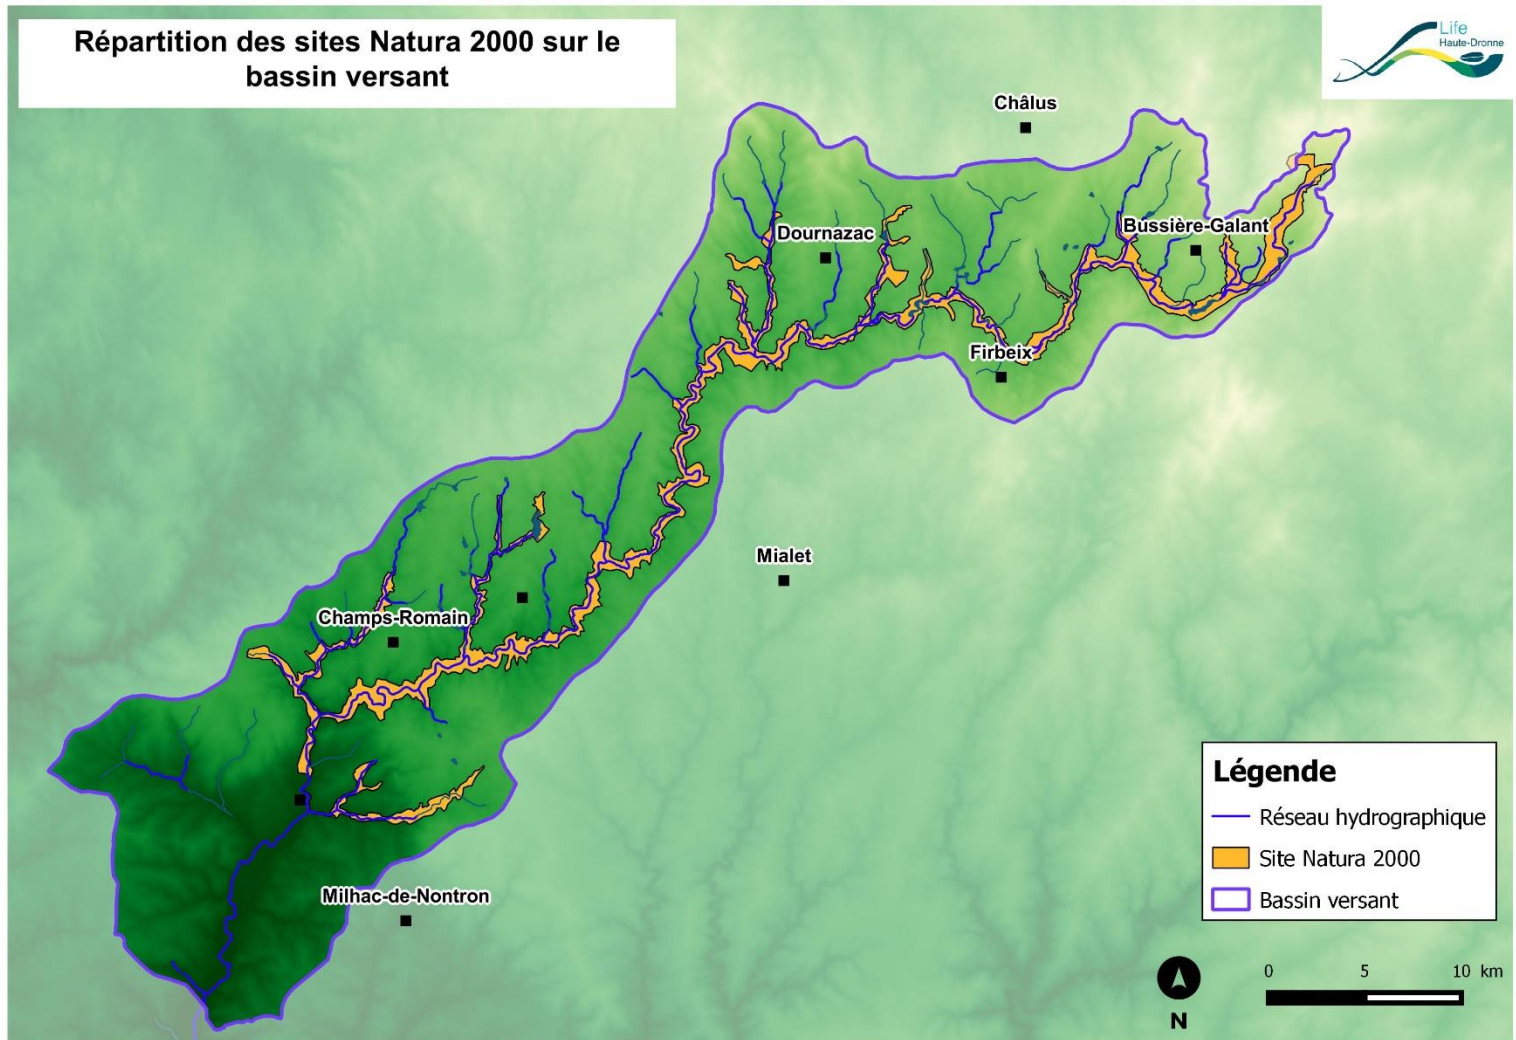 Répartition des sites Natura 2000 sur le
bassin versant
Life
Haute-Dronne
Châlus
Dournazac
Bussière-Galant
Firbeix
Mialet
Champs-Romain
Milhac-de-Nontron
Légende
Réseau hydrographique
Site Natura 2000
Bassin versant
0 5 10 km
N